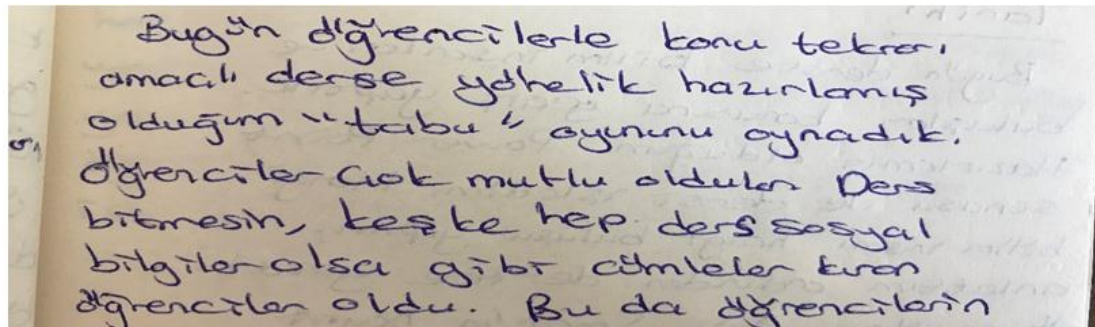 Bugün öğrencilerle konu tekrarı
amaçlı derse yönelik hazırlamış
olduğum "tabu" oyununu oynadık.
Öğrenciler çok mutlu oldular Ders
bitmesin, keşke hep ders sosyal
bilgiler olsa gibi cümleler kuran
öğrenciler oldu. Bu da öğrencilerin